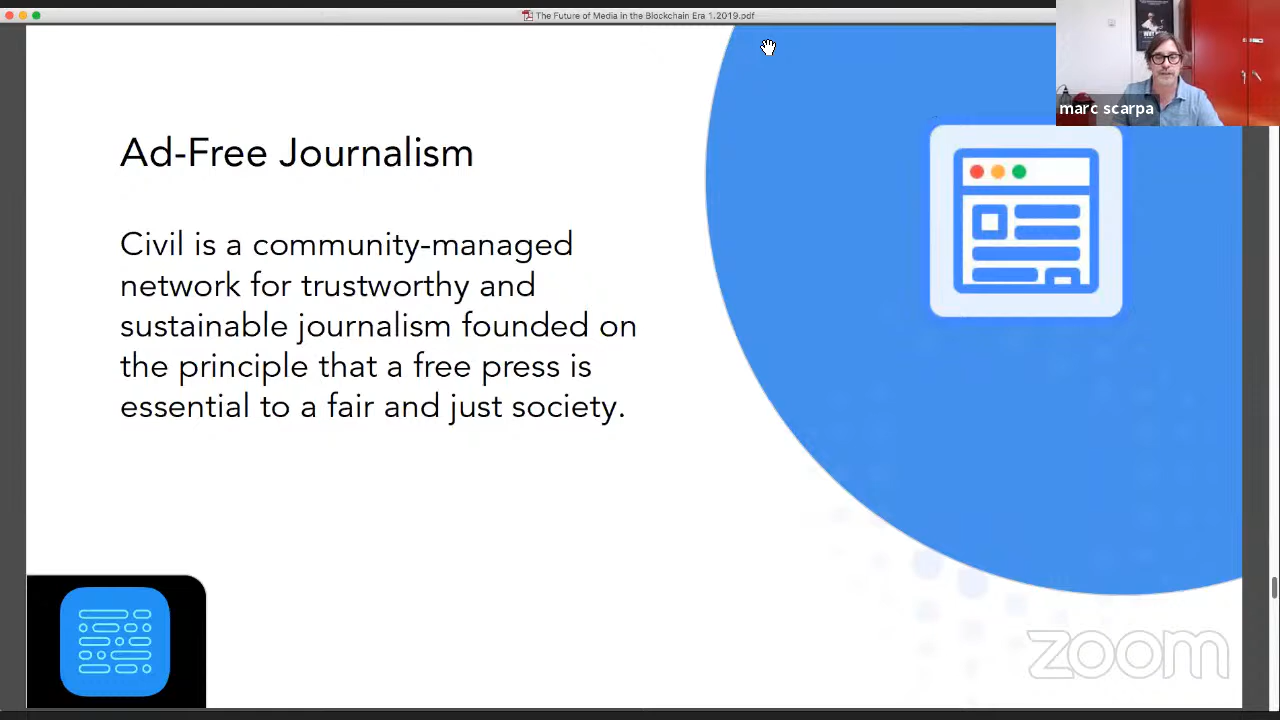 The Future of Media in the Blockchain Era 1.2019.pdf
marc scarpa
Ad-Free Journalism
Civil is a community-managed
network for trustworthy and
sustainable journalism founded on
the principle that a free press is
essential to a fair and just society.
zoom